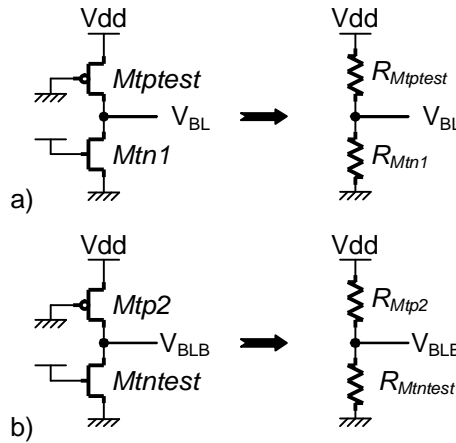 Vdd
Vdd
Mtptest
R_Mtptest
V_BL
V_BL
Mtn1
R_Mtn1
a)
Vdd
Vdd
Mtp2
R_Mtp2
V_BLB
V_BLB
Mtntest
R_Mtntest
b)